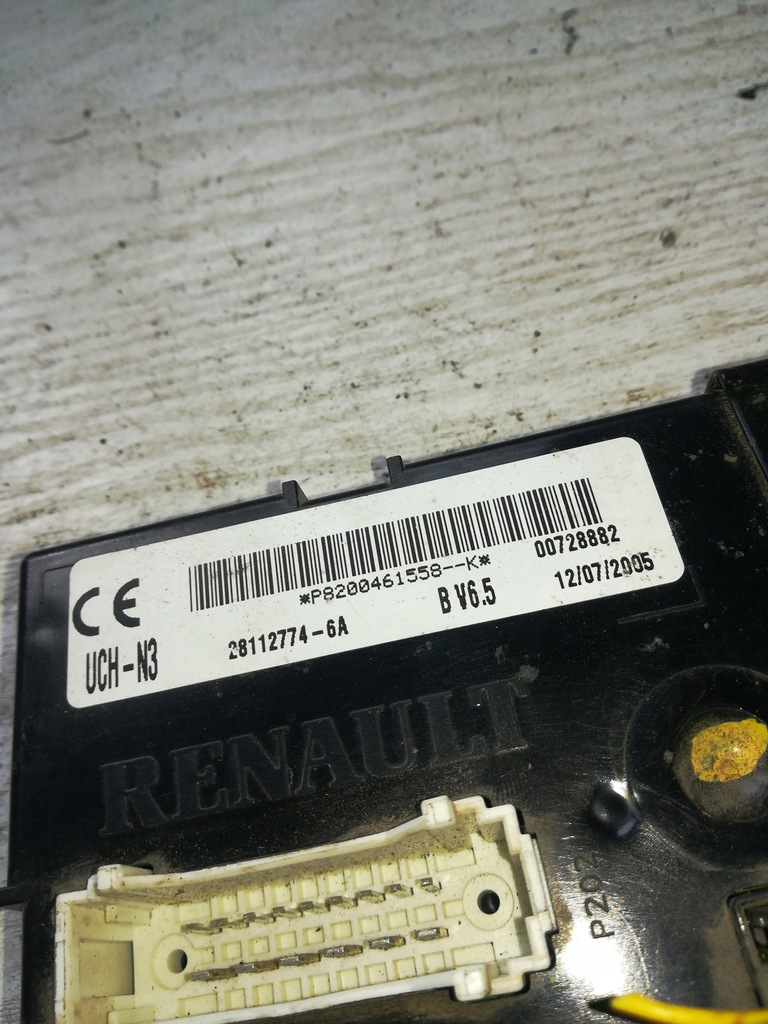 CE
*P8200461558--K*
00728882
UCH-N3
28112774-6A
B V6.5
12/07/2005
RENAULT
P202